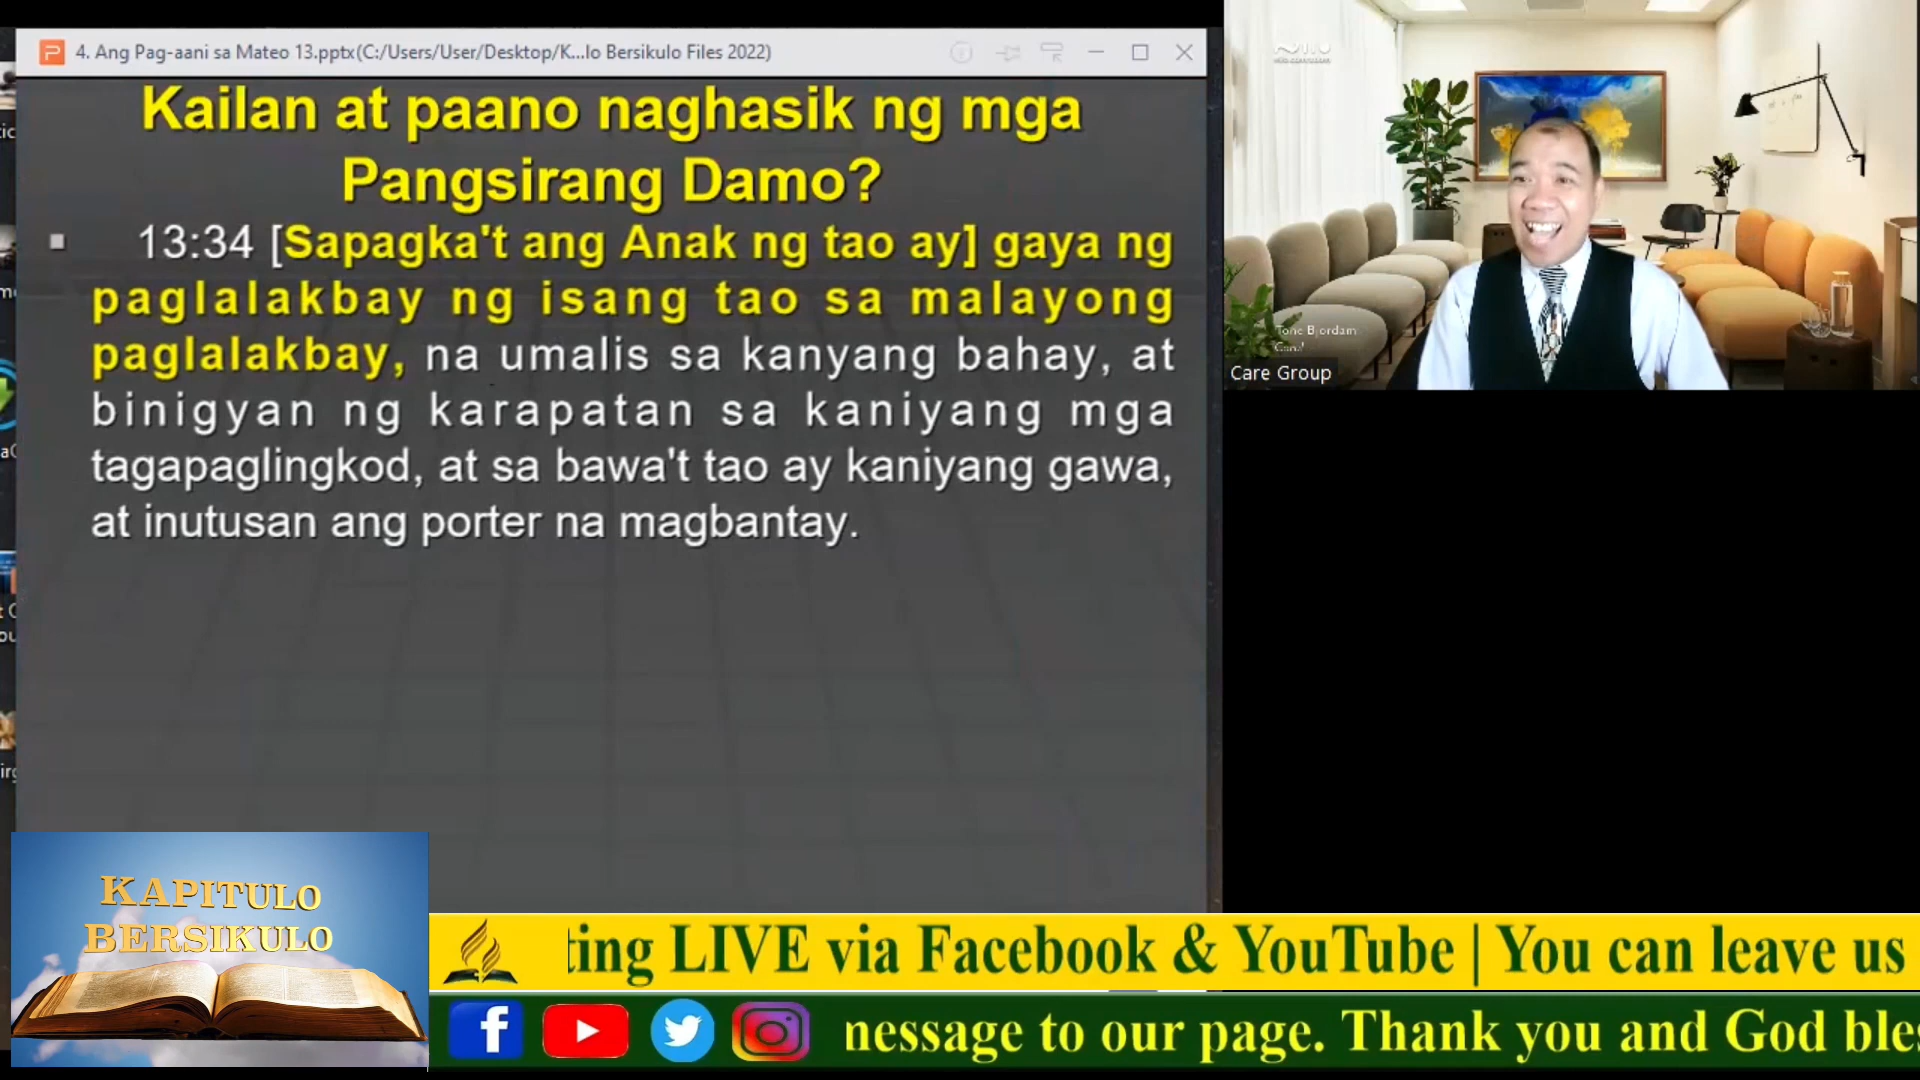 4. Ang Pag-aani sa Mateo 13.pptx(C:/Users/User/Desktop/K...lo Bersikulo Files 2022)
Kailan at paano naghasik ng mga
Pangsirang Damo?
13:34 [Sapagka't ang Anak ng tao ay] gaya ng
paglalakbay ng isang tao sa malayong
paglalakbay, na umalis sa kanyang bahay, at
binigyan ng karapatan sa kaniyang mga
tagapaglingkod, at sa bawa't tao ay kaniyang gawa,
at inutusan ang porter na magbantay.
Tone Bjordam
Care Group
KAPITULO
BERSIKULO
ting LIVE via Facebook & YouTube | You can leave us
nessage to our page. Thank you and God bles